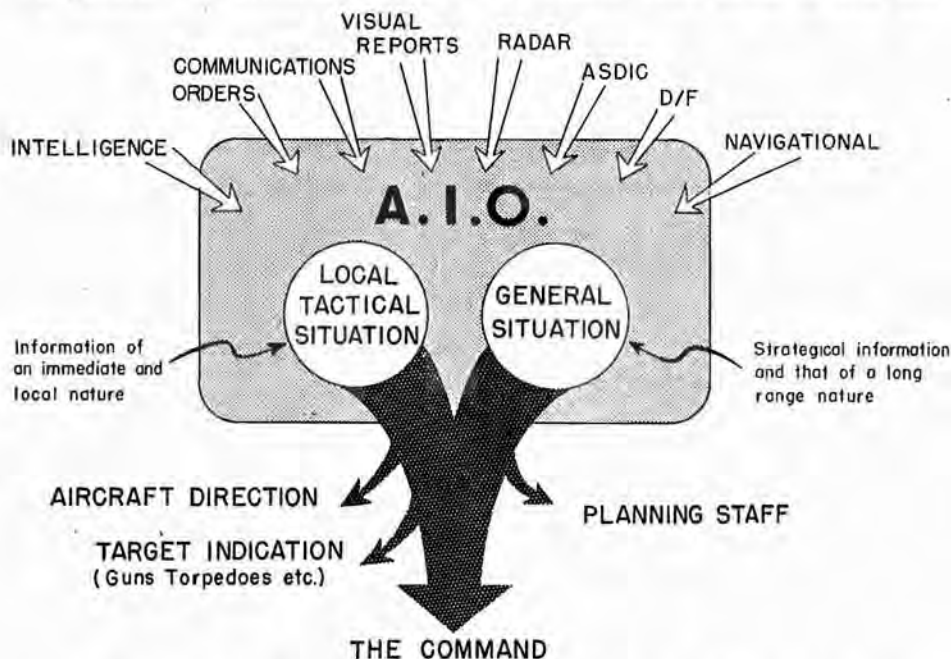 VISUAL
REPORTS
RADAR
COMMUNICATIONS
ORDERS
ASDIC
D/F
INTELLIGENCE
NAVIGATIONAL
A.I.O.
LOCAL
TACTICAL
SITUATION
GENERAL
SITUATION
Information of
an immediate and
local nature
Strategical information
and that of a long
range nature
AIRCRAFT DIRECTION
PLANNING STAFF
TARGET INDICATION
(Guns Torpedoes etc.)
THE COMMAND